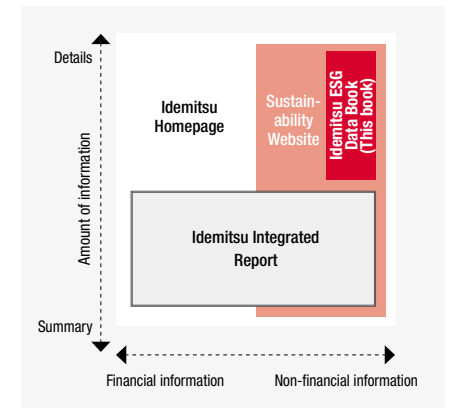 Details
Amount of information
Summary
Idemitsu
Homepage
Sustain-
ability
Website
Idemitsu ESG
Data Book
(This book)
Idemitsu Integrated
Report
Financial information
Non-financial information